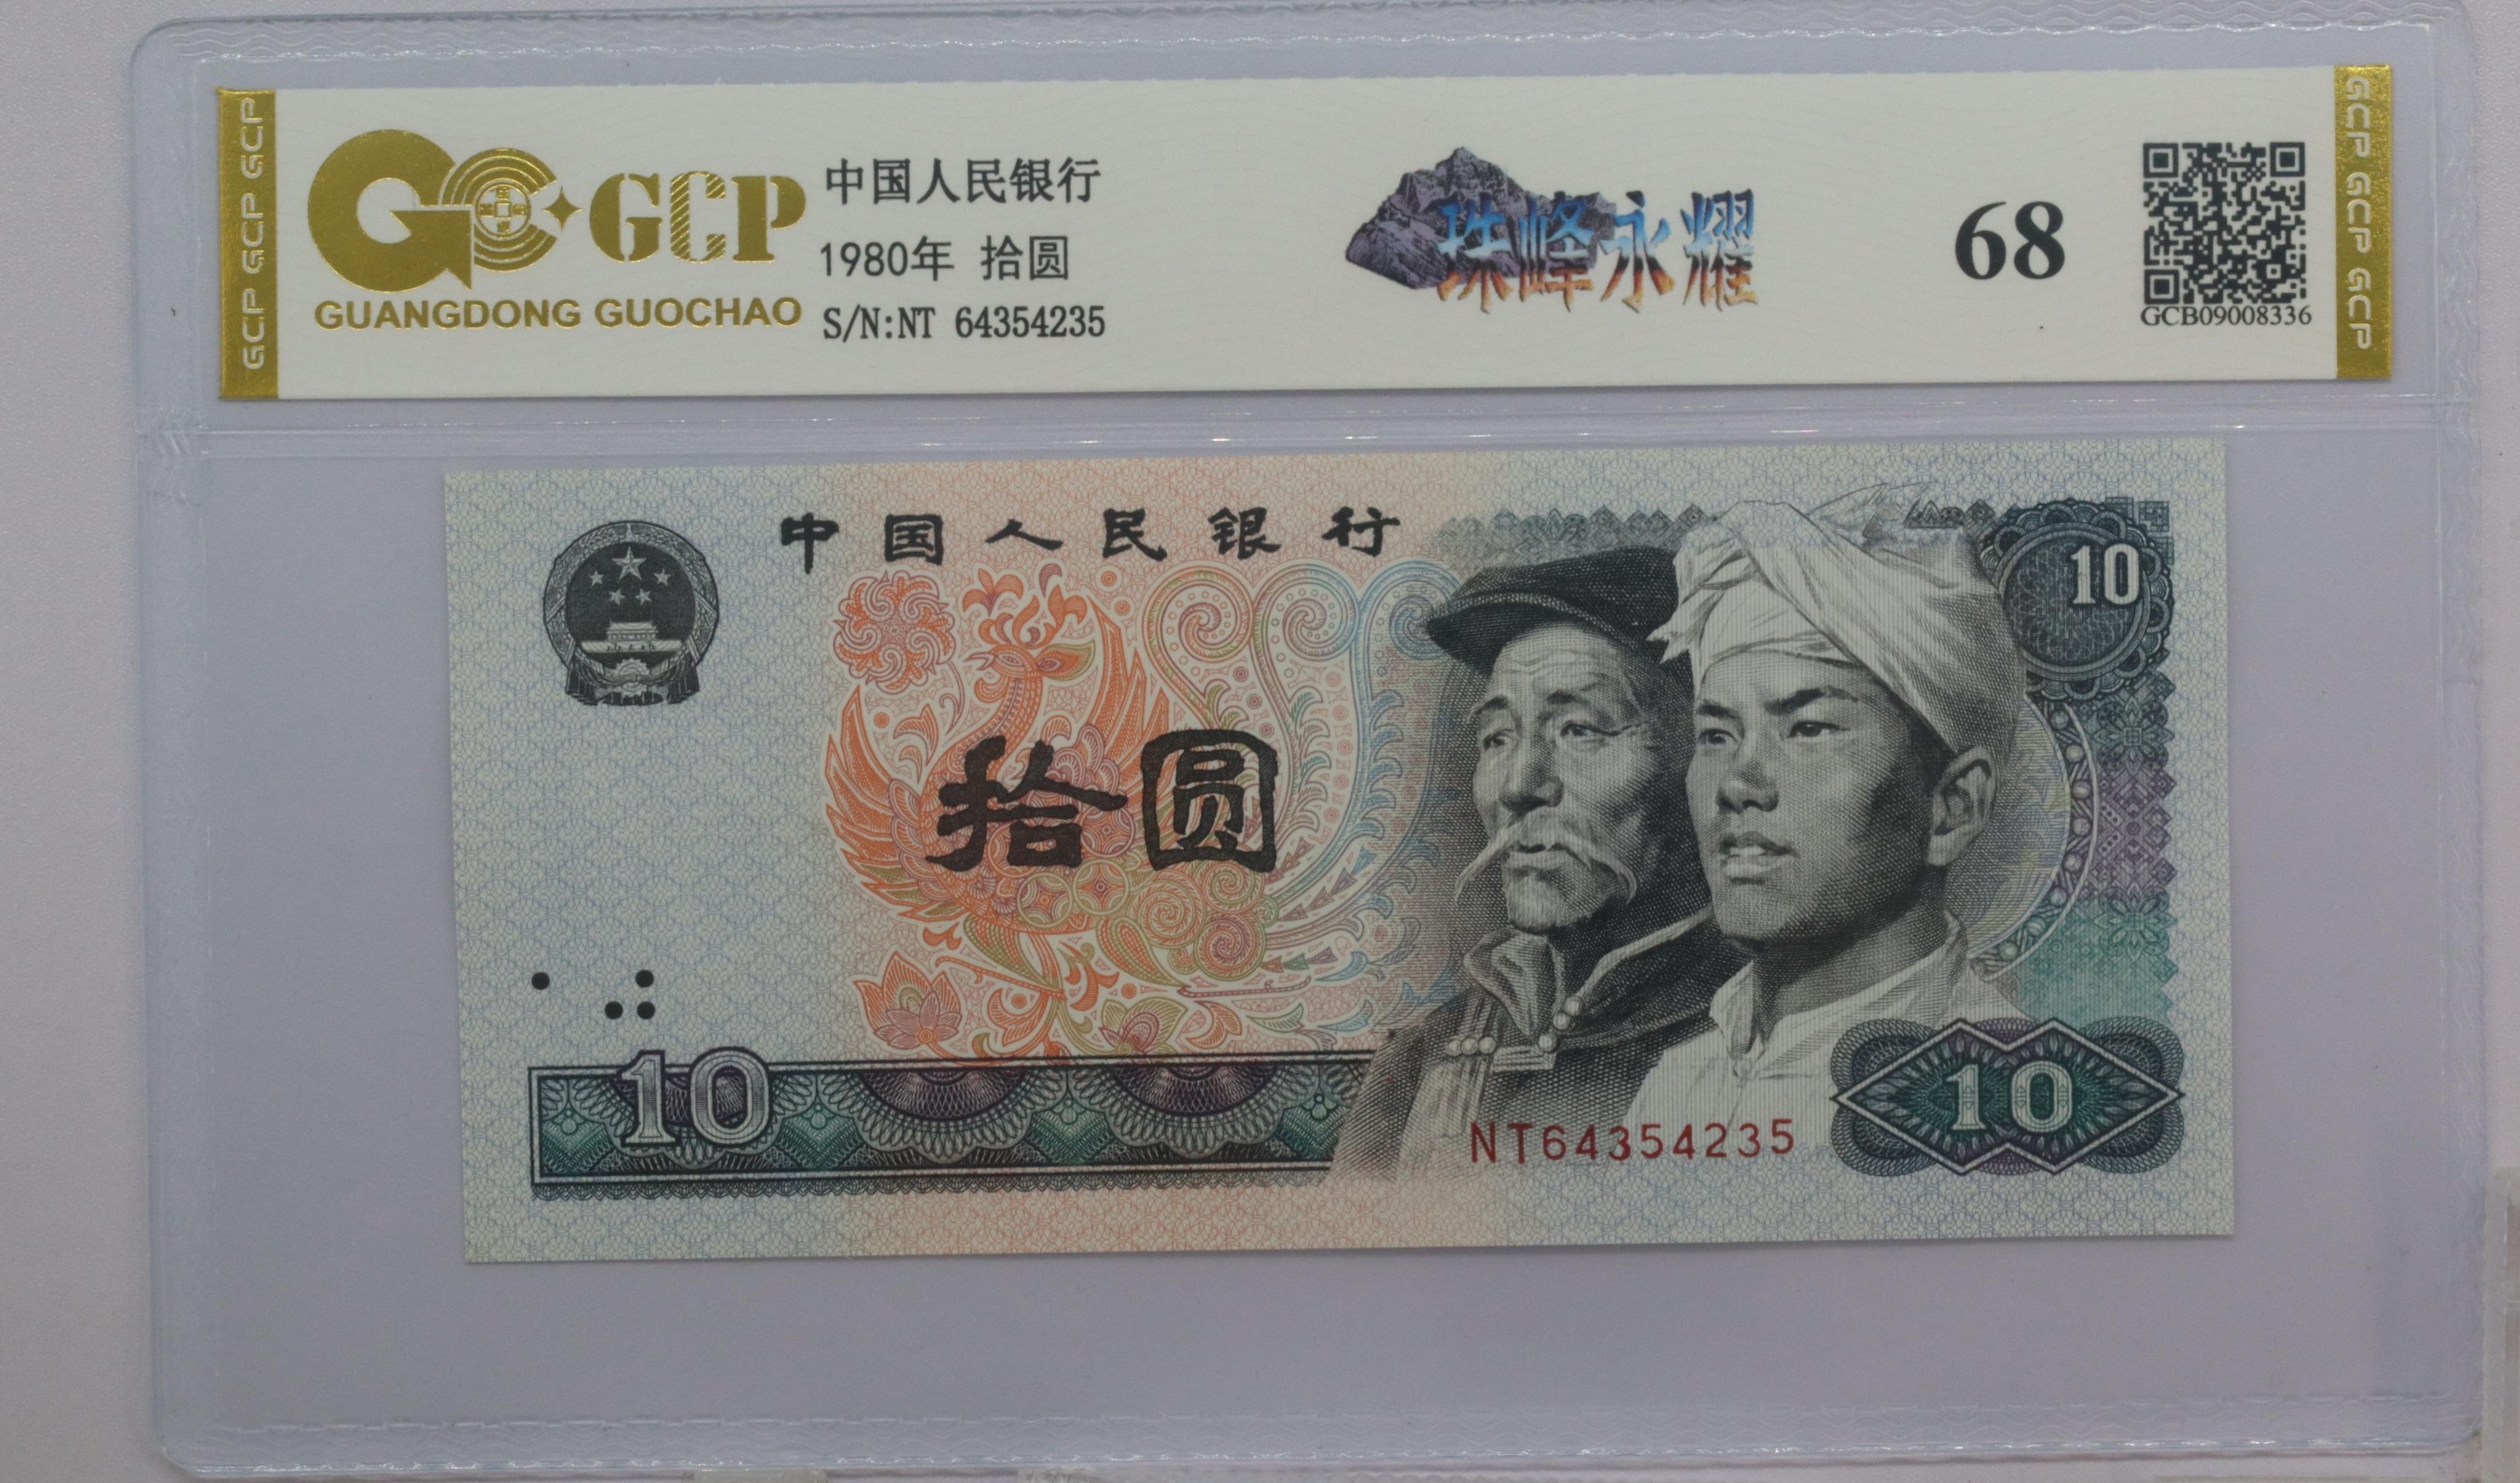 GCP GCP GCP
GCP
GUANGDONG GUOCHAO
中国人民银行
1980年 拾圆
S/N:NT 64354235
珠峰永耀
68
GCB09008336
GCP GCP GCP
中国人民银行
10
拾圆
10
NT64354235
10